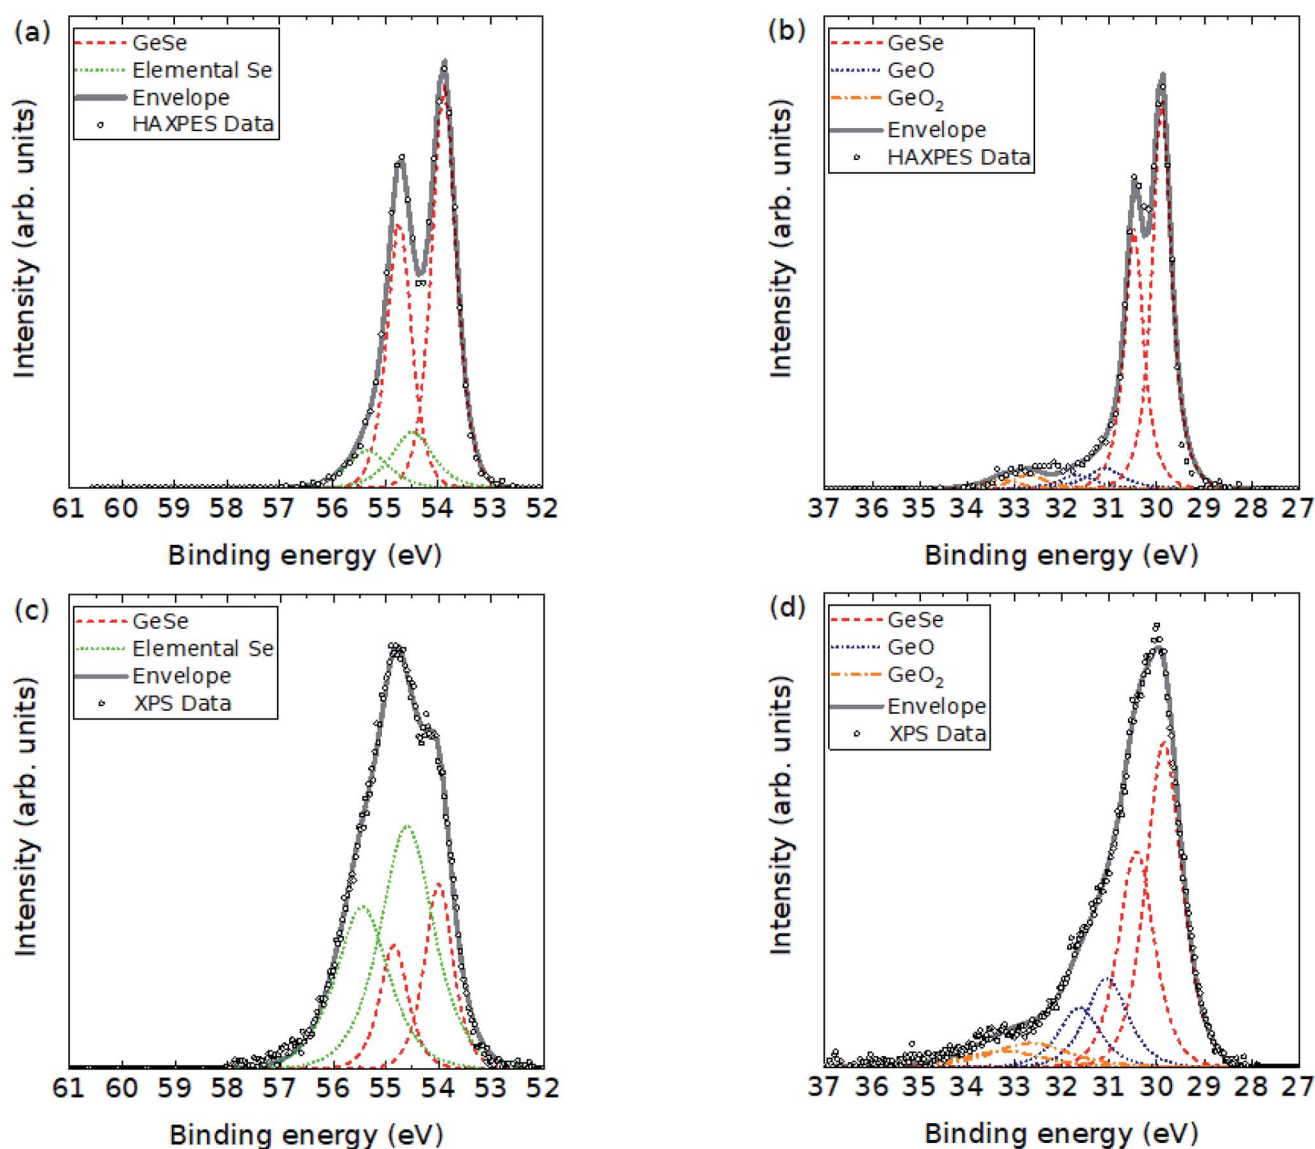 (a)
GeSe
Elemental Se
Envelope
HAXPES Data
Intensity (arb. units)
61 60 59 58 57 56 55 54 53 52
Binding energy (eV)
(b)
GeSe
GeO
GeO₂
Envelope
HAXPES Data
Intensity (arb. units)
37 36 35 34 33 32 31 30 29 28 27
Binding energy (eV)
(c)
GeSe
Elemental Se
Envelope
XPS Data
Intensity (arb. units)
61 60 59 58 57 56 55 54 53 52
Binding energy (eV)
(d)
GeSe
GeO
GeO₂
Envelope
XPS Data
Intensity (arb. units)
37 36 35 34 33 32 31 30 29 28 27
Binding energy (eV)